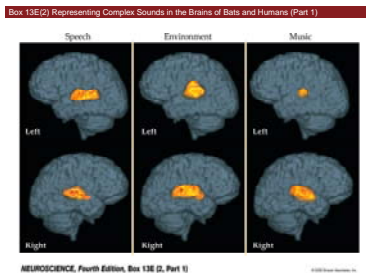 Box 13E(2) Representing Complex Sounds in the Brains of Bats and Humans (Part 1)
Speech Environment Music
Left Left Left
Right Right Right
NEUROSCIENCE, Fourth Edition, Box 13E (2, Part 1)